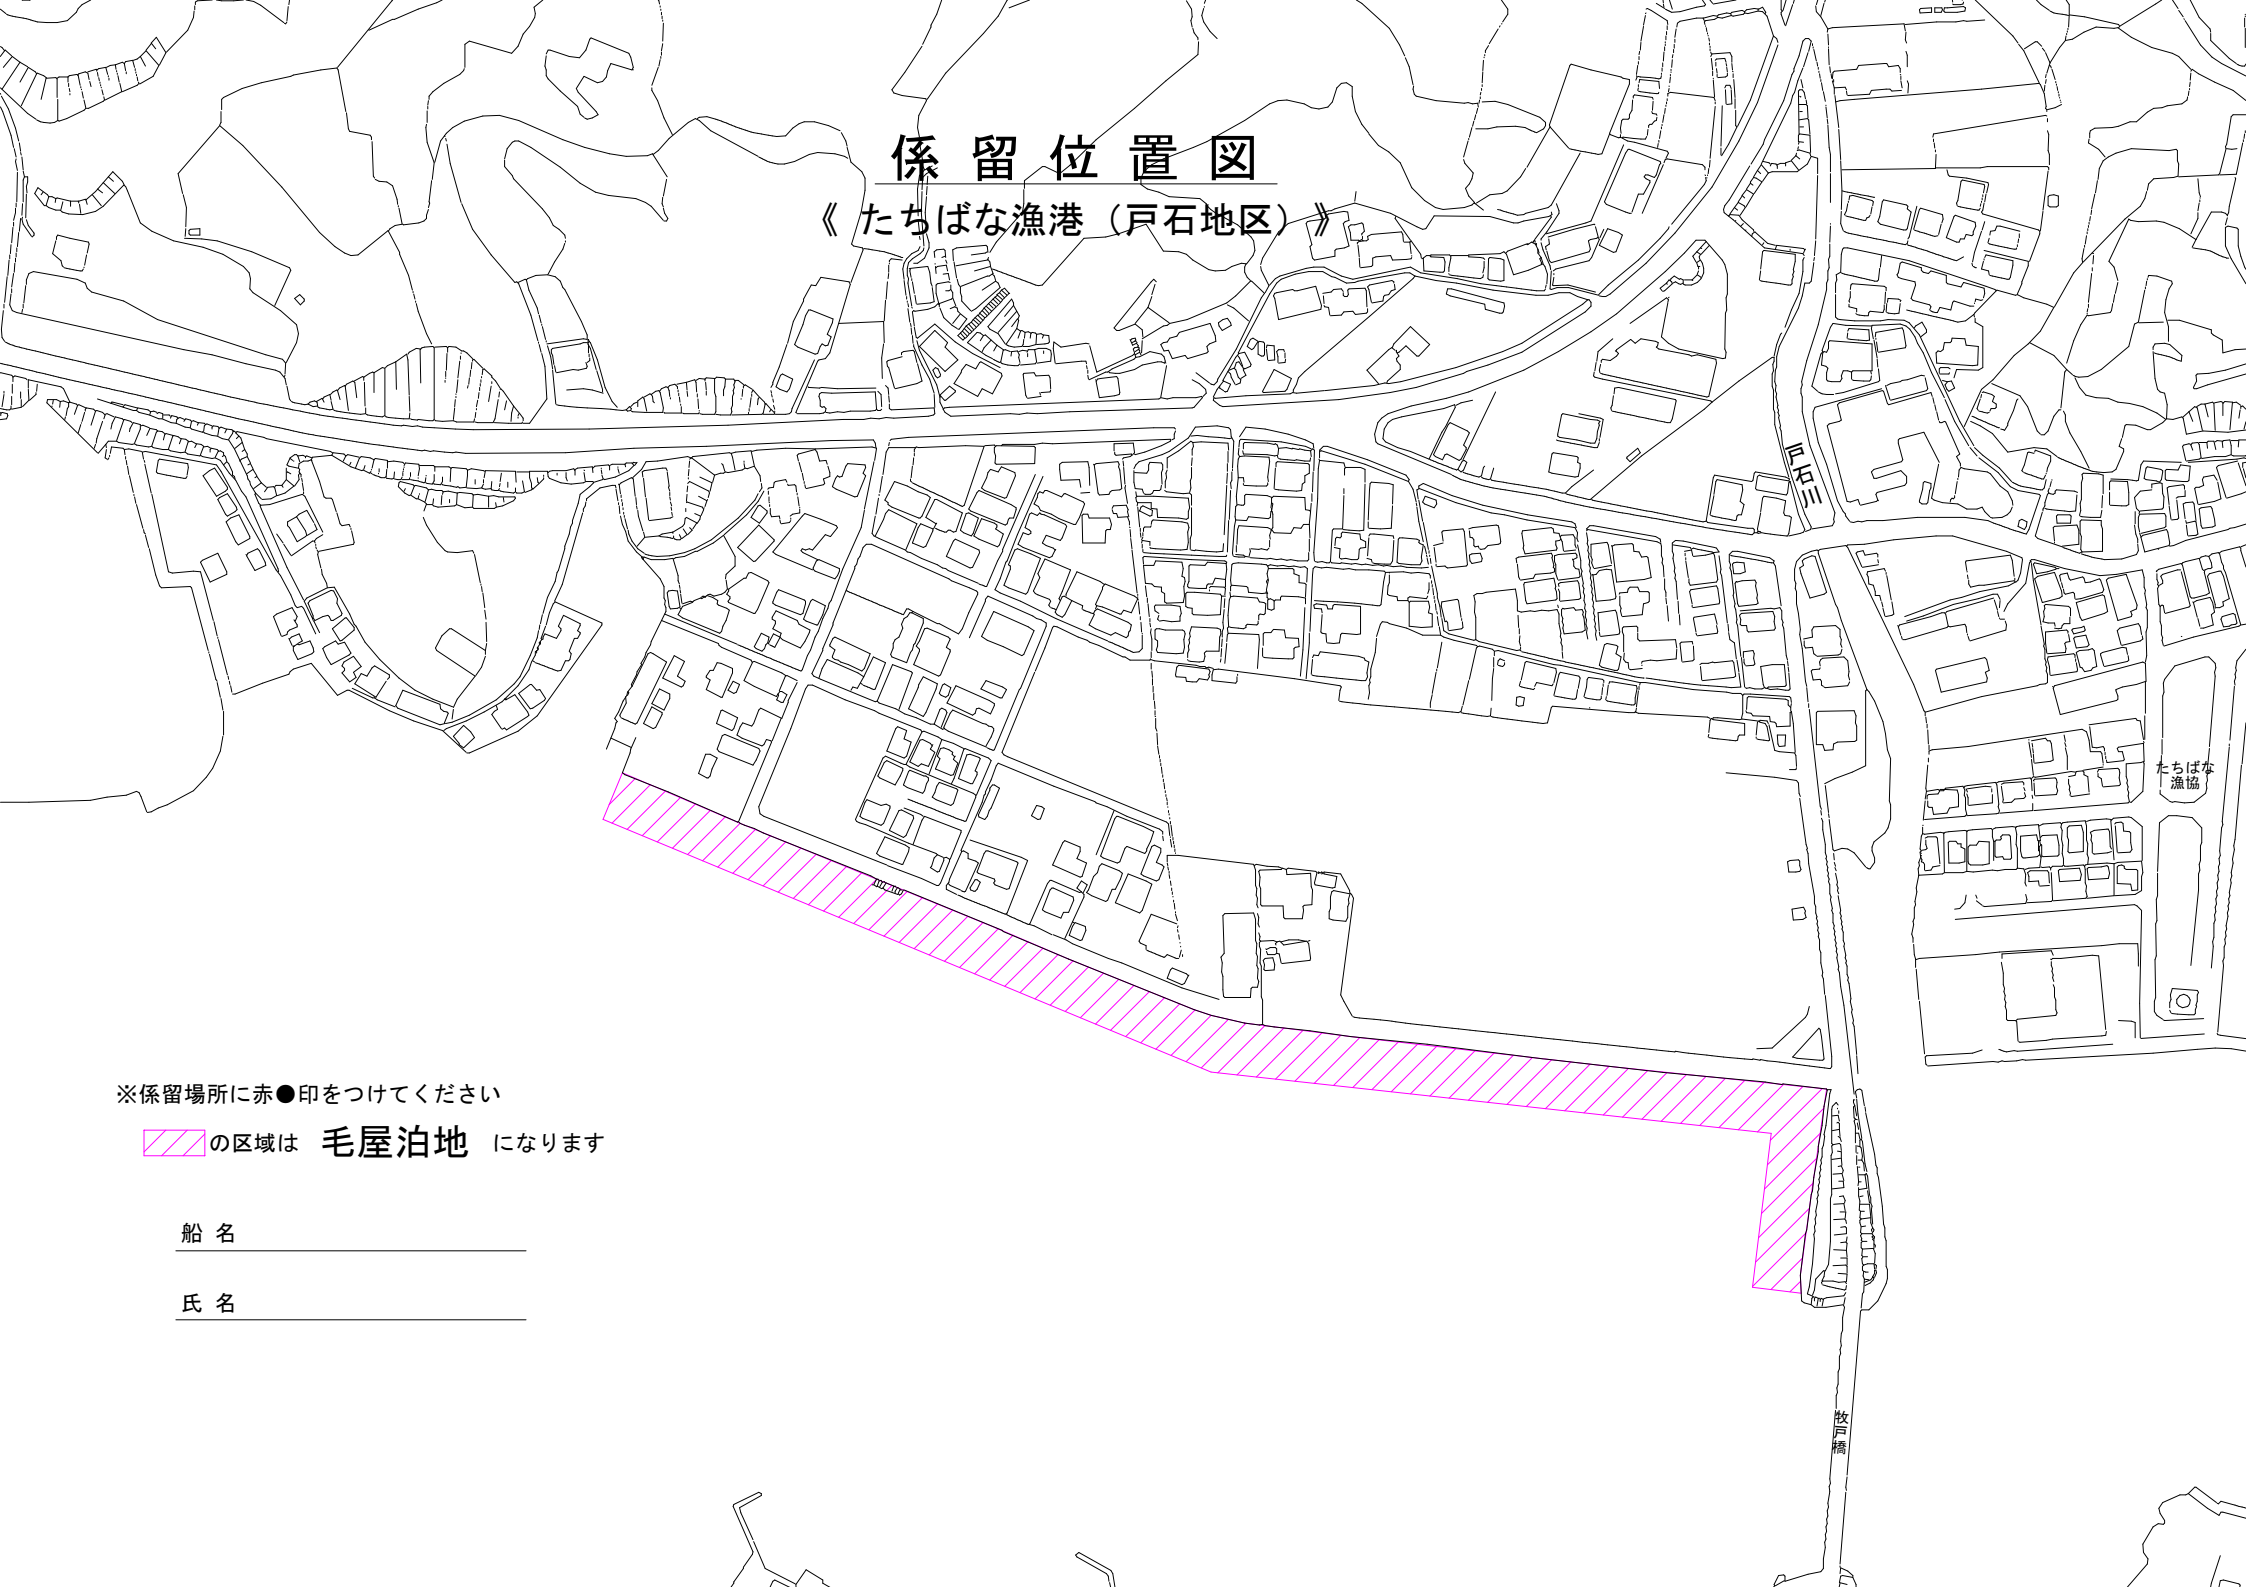 係留位置図
《 たちばな漁港（戸石地区）》
戸石川
たちばな
漁協
※係留場所に赤●印をつけてください
の区域は 毛屋泊地 になります
船 名
氏 名
牧戸橋